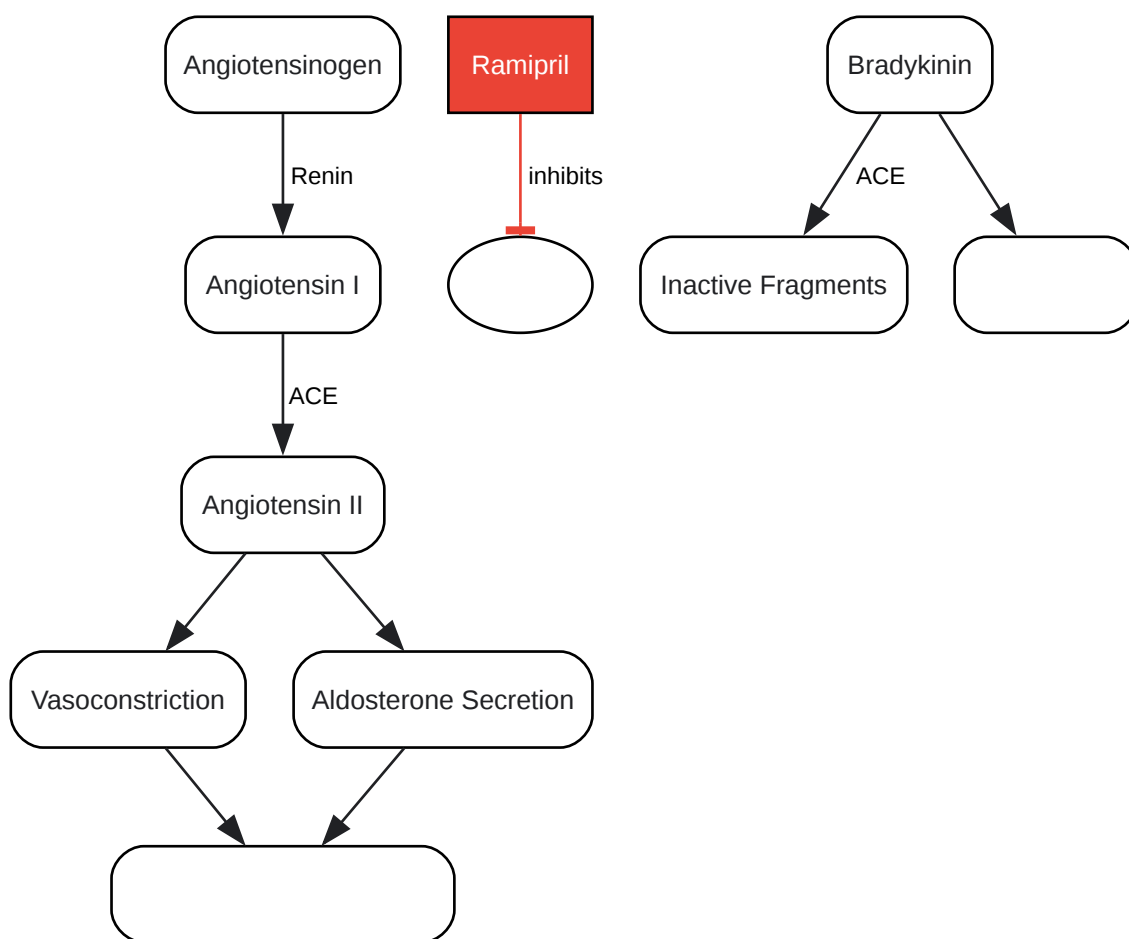 Angiotensinogen
Ramipril
Bradykinin
Renin
inhibits
ACE
Angiotensin I
Inactive Fragments
ACE
Angiotensin II
Vasoconstriction
Aldosterone Secretion